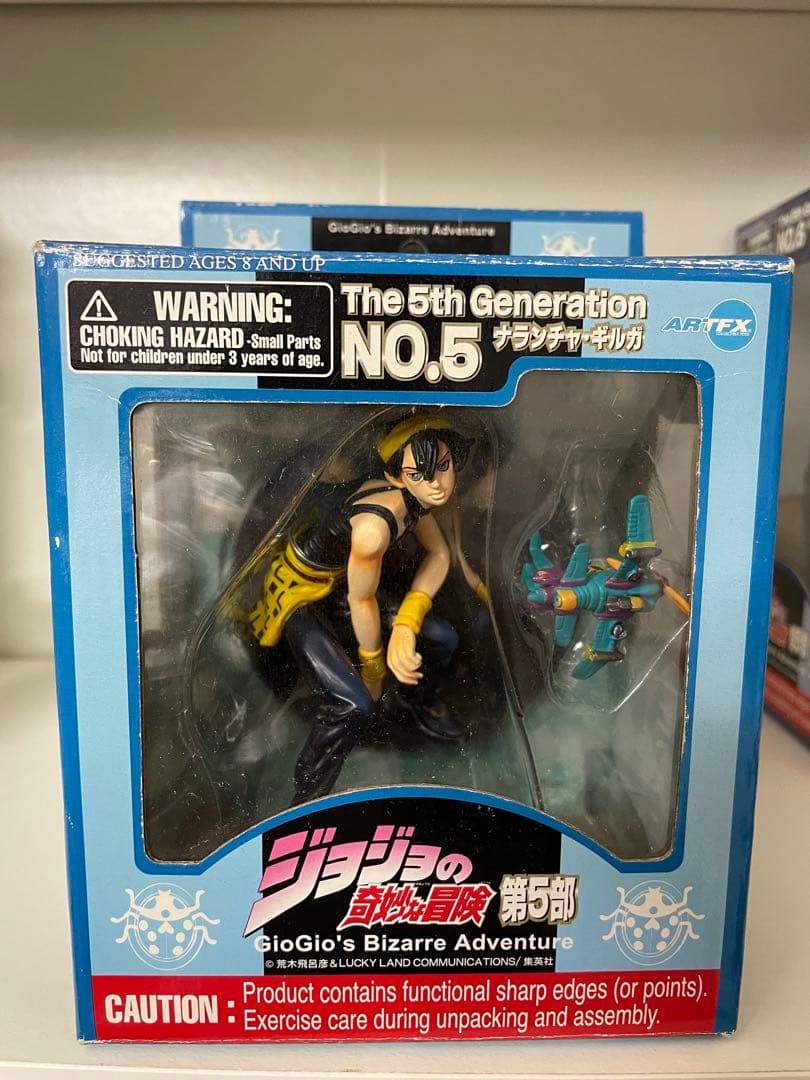 GioGio's Bizarre Adventure
SUGGESTED AGES 8 AND UP
WARNING:
CHOKING HAZARD -Small Parts
Not for children under 3 years of age.
The 5th Generation
NO.5 ナランチャ・ギルガ
ARTFX
ジョジョの
奇妙な冒険 第5部
GioGio's Bizarre Adventure
© 荒木飛呂彦&LUCKY LAND COMMUNICATIONS/集英社
CAUTION : Product contains functional sharp edges (or points).
Exercise care during unpacking and assembly.
NO.6